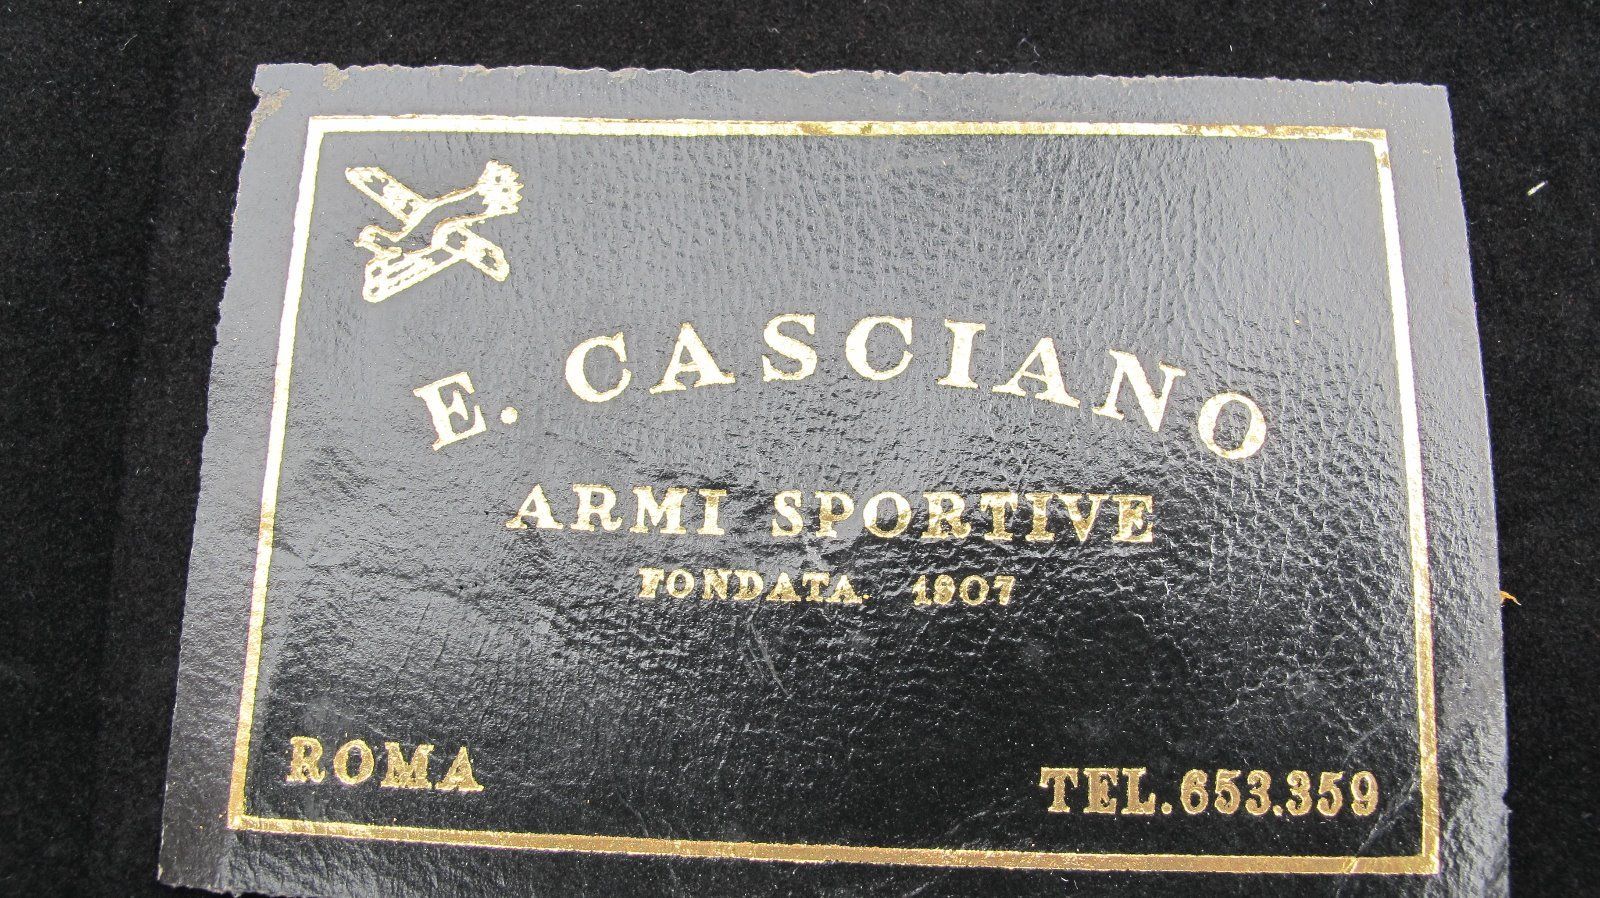 E. CASCIANO
ARMI SPORTIVE
FONDATA. 1907
ROMA
TEL.653.359